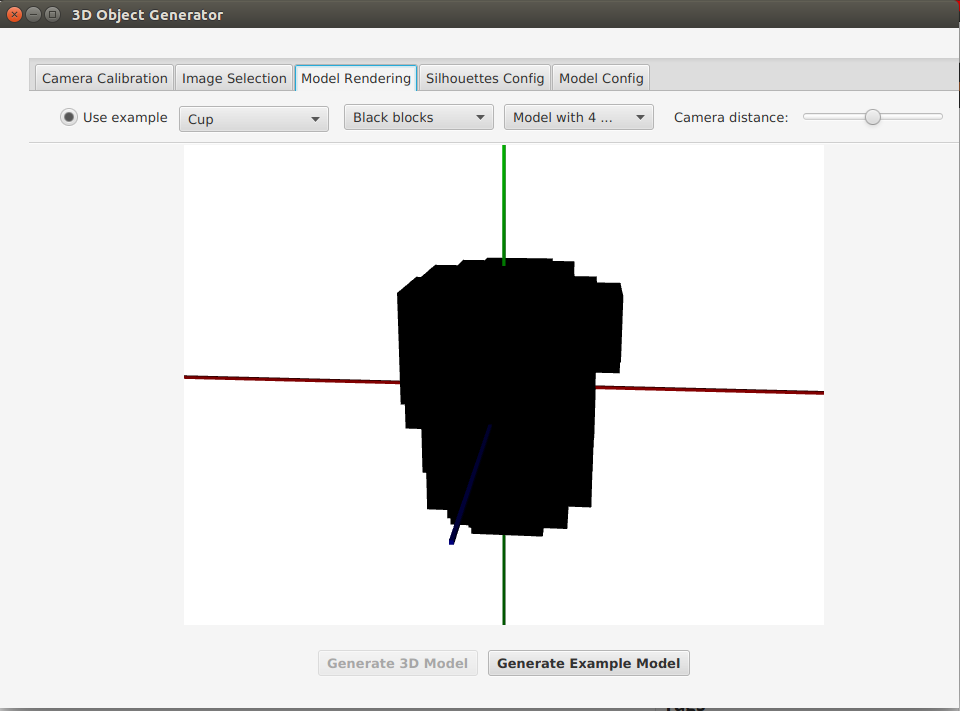 3D Object Generator
Camera Calibration Image Selection Model Rendering Silhouettes Config Model Config
Use example Cup Black blocks Model with 4 ... Camera distance:
Generate 3D Model Generate Example Model